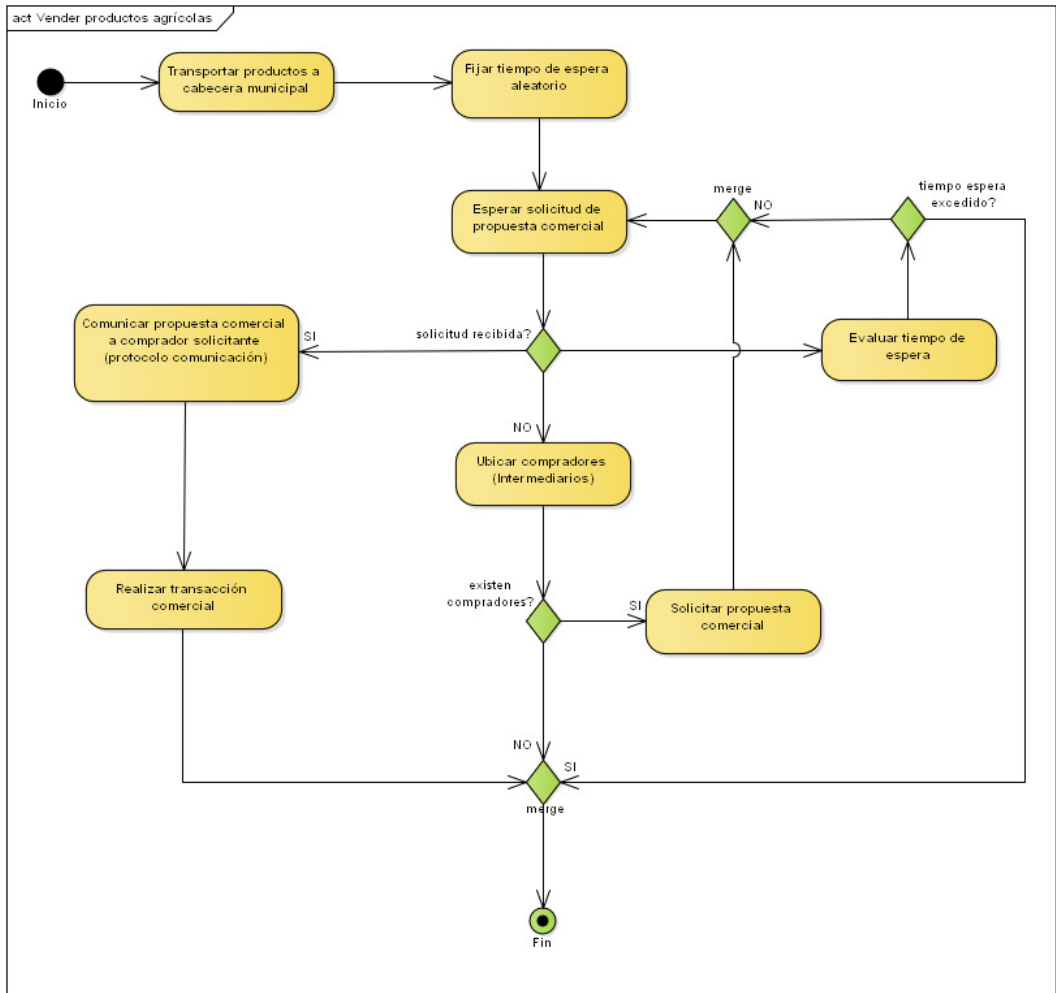 act Vender productos agrícolas
Inicio
Transportar productos a
cabecera municipal
Fijar tiempo de espera
aleatorio
Esperar solicitud de
propuesta comercial
merge
NO
tiempo espera
excedido?
Comunicar propuesta comercial
a comprador solicitante
(protocolo comunicación)
SI
solicitud recibida?
Evaluar tiempo de
espera
NO
Ubicar compradores
(Intermediarios)
Realizar transacción
comercial
existen
compradores?
SI
Solicitar propuesta
comercial
NO
SI
merge
Fin